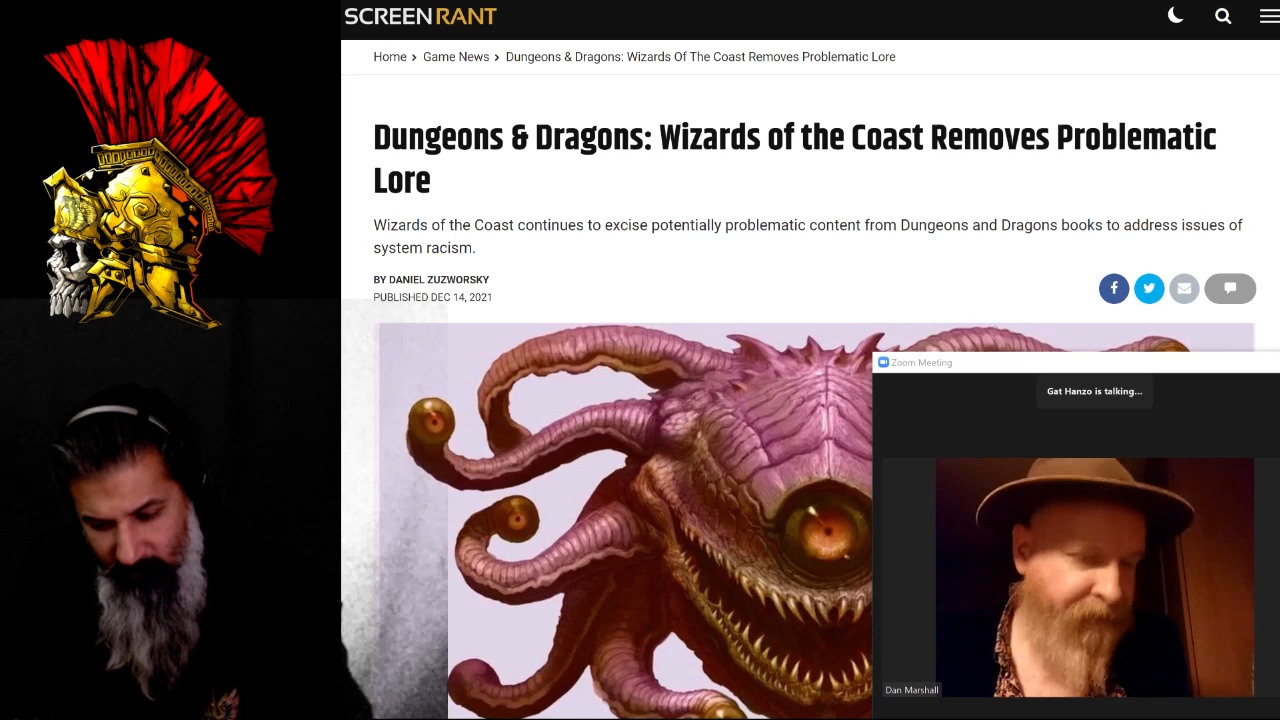 SCREENRANT
Home > Game News > Dungeons & Dragons: Wizards Of The Coast Removes Problematic Lore
Dungeons & Dragons: Wizards of the Coast Removes Problematic
Lore
Wizards of the Coast continues to excise potentially problematic content from Dungeons and Dragons books to address issues of
system racism.
BY DANIEL ZUZWORSKY
PUBLISHED DEC 14, 2021
Zoom Meeting
Gat Hanzo is talking...
Dan Marshall